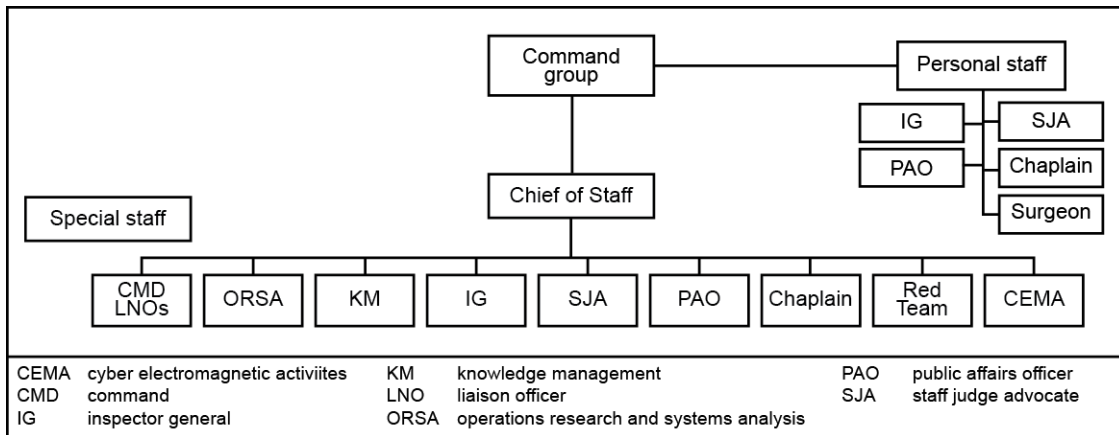 Command
group
Personal staff
IG
SJA
PAO
Chaplain
Surgeon
Chief of Staff
Special staff
CMD
LNOs
ORSA
KM
IG
SJA
PAO
Chaplain
Red
Team
CEMA
CEMA cyber electromagnetic activiites
CMD command
IG inspector general
KM knowledge management
LNO liaison officer
ORSA operations research and systems analysis
PAO public affairs officer
SJA staff judge advocate